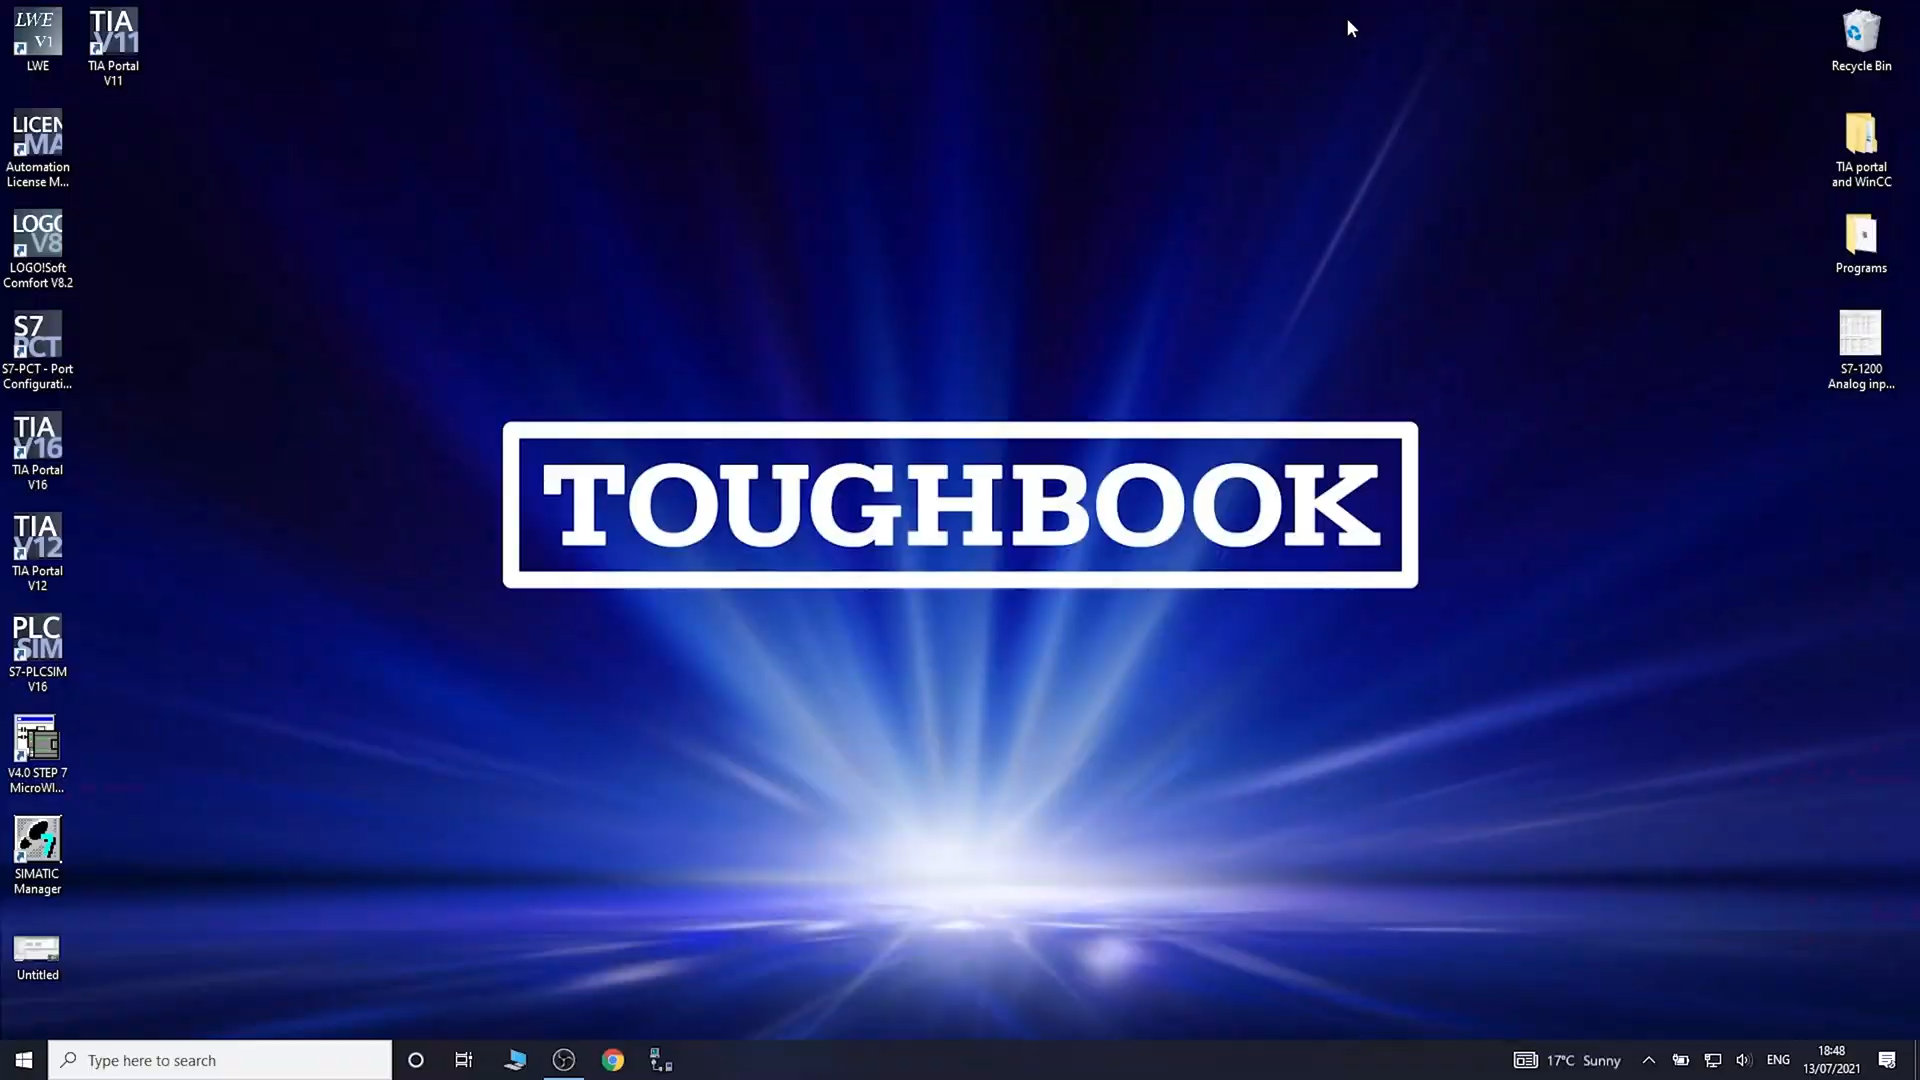 LWE
V1
LWE
TIA
V11
TIA Portal
V11
LICEN
MA
Automation
License M...
LOGO
V8
LOGO!Soft
Comfort V8.2
S7
PCT
S7-PCT - Port
Configurati...
TIA
V16
TIA Portal
V16
TIA
V12
TIA Portal
V12
PLC
SIM
S7-PLCSIM
V16
V4.0 STEP 7
MicroWI...
SIMATIC
Manager
Untitled
TOUGHBOOK
Recycle Bin
TIA portal
and WinCC
Programs
S7-1200
Analog inp...
Type here to search
17°C Sunny
ENG
18:48
13/07/2021